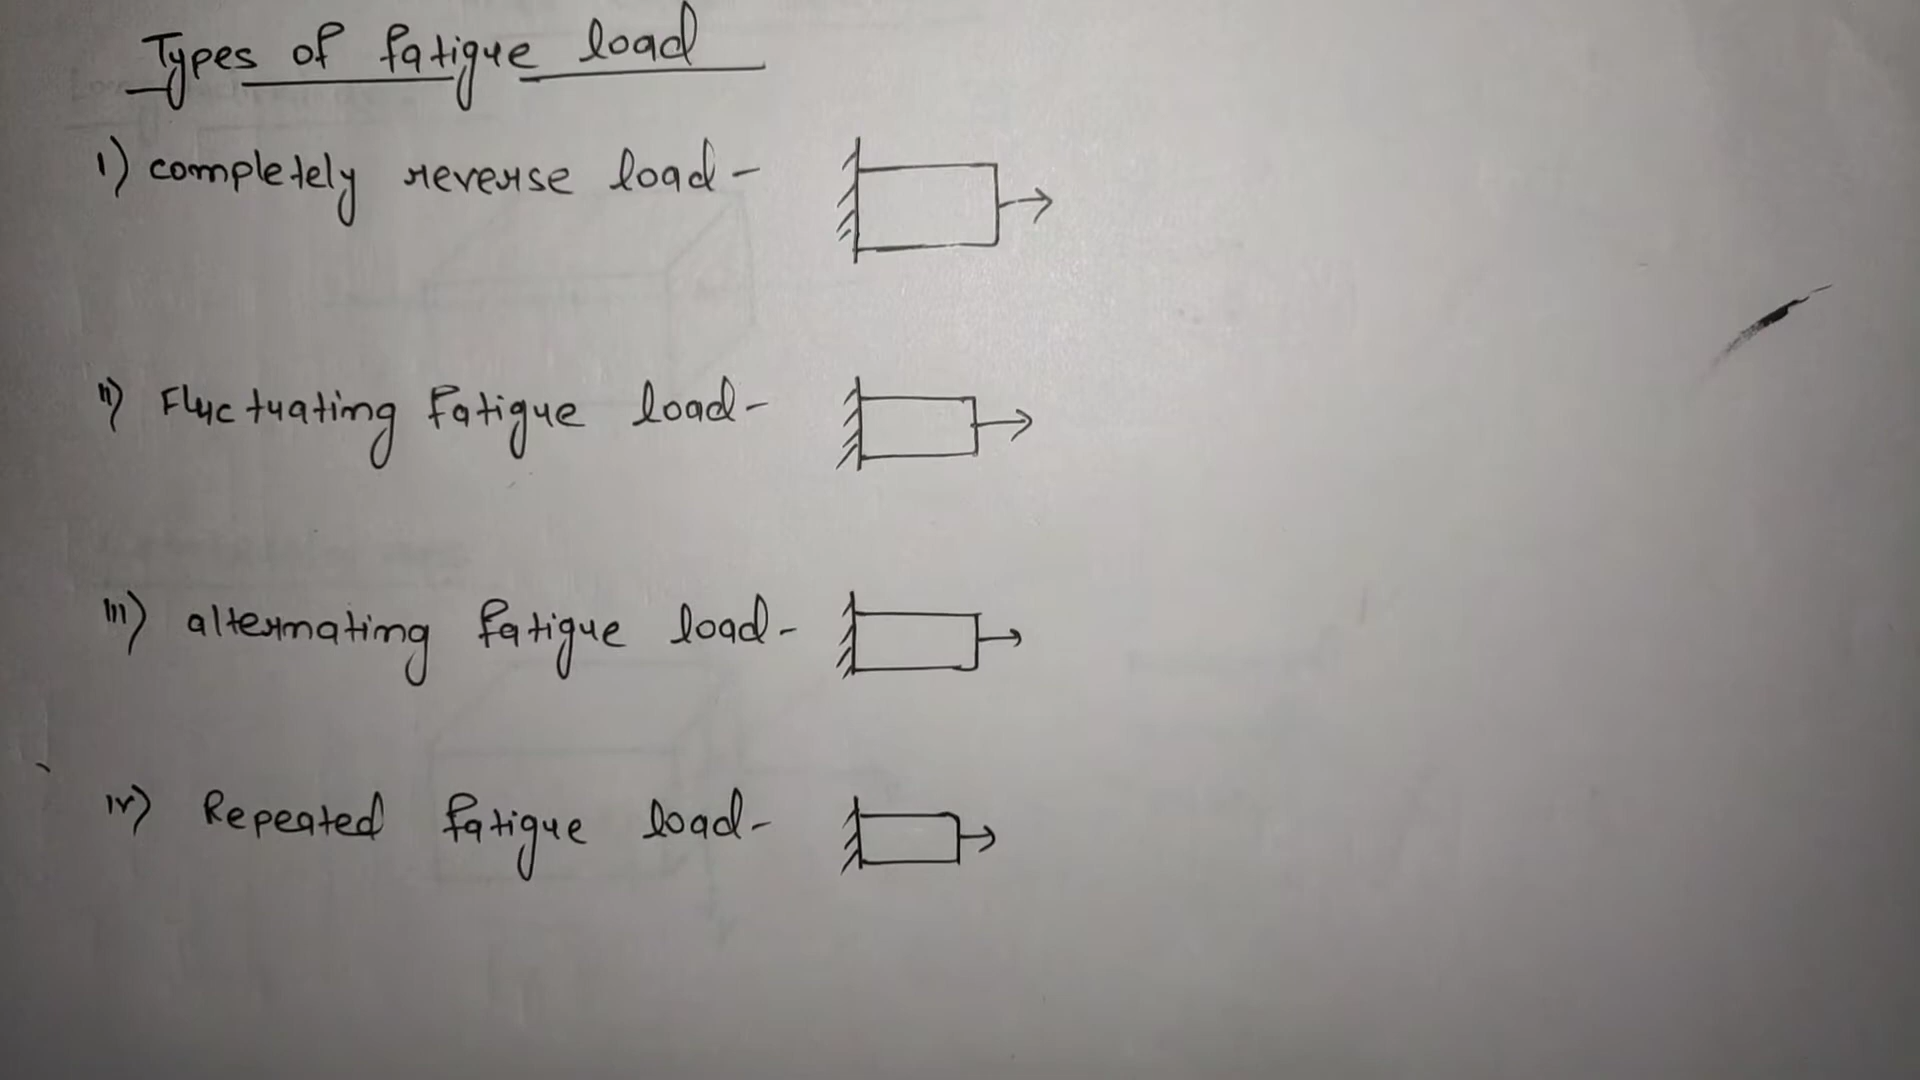 Types of fatigue load
i) completely reverse load-
ii) Fluctuating fatigue load-
iii) alternating fatigue load-
iv) Repeated fatigue load-